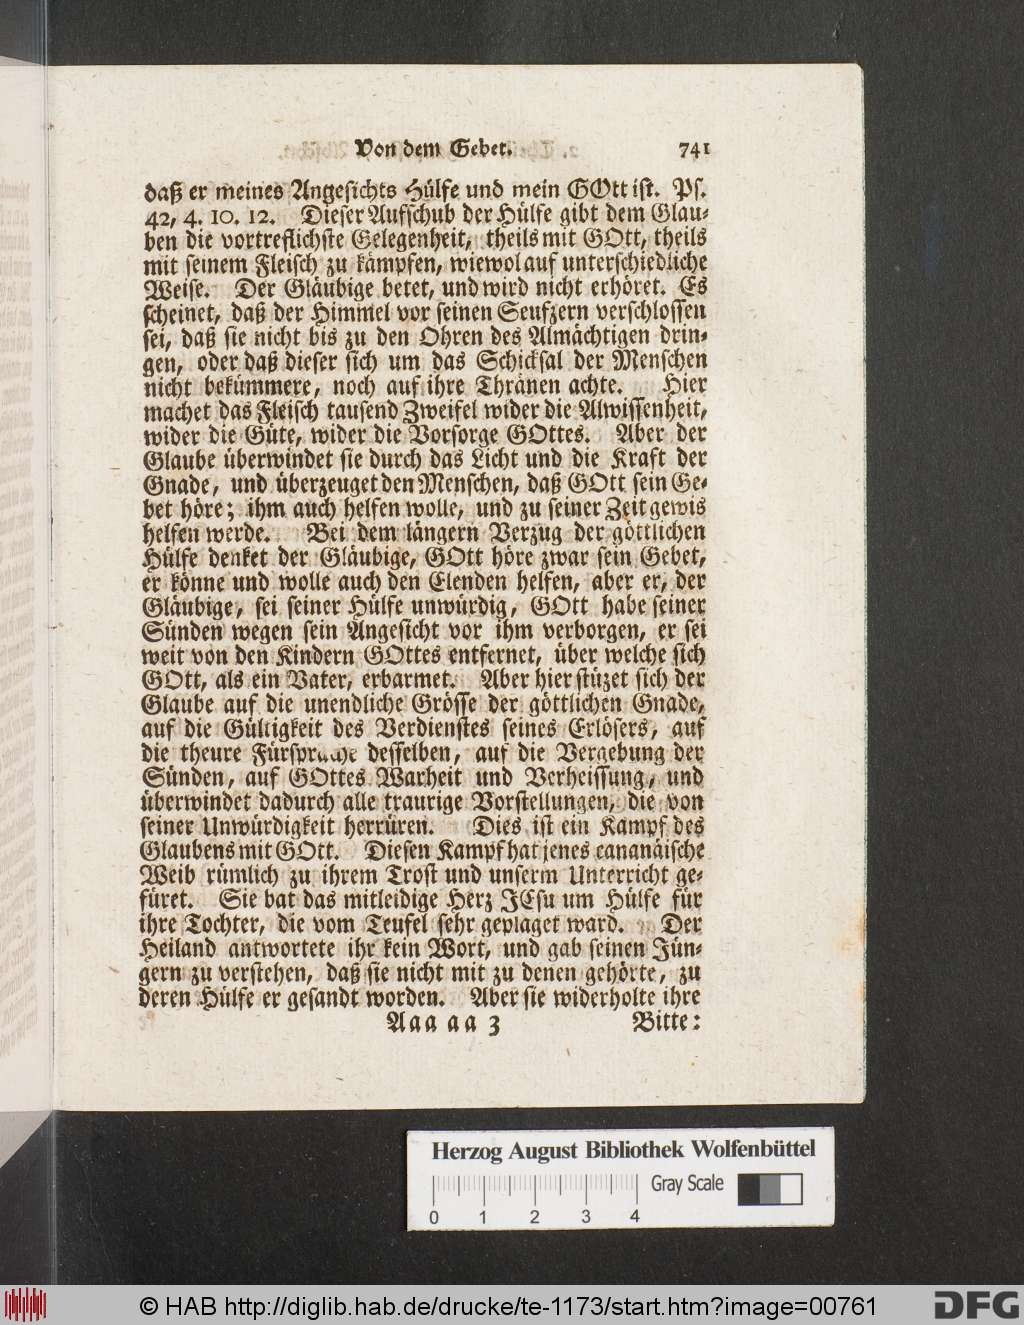 Von dem Gebet. 741
daß er meines Angesichts Hülfe und mein GOtt ist. Ps.
42, 4. 10. 12. Dieser Aufschub der Hülfe gibt dem Glau-
ben die vortreflichste Gelegenheit, theils mit GOtt, theils
mit seinem Fleisch zu kämpfen, wiewol auf unterschiedliche
Weise. Der Gläubige betet, und wird nicht erhöret. Es
scheinet, daß der Himmel vor seinen Seufzern verschlossen
sei, daß sie nicht bis zu den Ohren des Almächtigen drin-
gen, oder daß dieser sich um das Schicksal der Menschen
nicht bekümmere, noch auf ihre Thränen achte. Hier
machet das Fleisch tausend Zweifel wider die Alwissenheit,
wider die Güte, wider die Vorsorge GOttes. Aber der
Glaube überwindet sie durch das Licht und die Kraft der
Gnade, und überzeuget den Menschen, daß GOtt sein Ge-
bet höre; ihm auch helfen wolle, und zu seiner Zeit gewis
helfen werde. Bei dem längern Verzug der göttlichen
Hülfe denket der Gläubige, GOtt höre zwar sein Gebet,
er könne und wolle auch den Elenden helfen, aber er, der
Gläubige, sei seiner Hülfe unwürdig, GOtt habe seiner
Sünden wegen sein Angesicht vor ihm verborgen, er sei
weit von den Kindern GOttes entfernet, über welche sich
GOtt, als ein Vater, erbarmet. Aber hier stüzet sich der
Glaube auf die unendliche Grösse der göttlichen Gnade,
auf die Gültigkeit des Verdienstes seines Erlösers, auf
die theure Fürsprache desselben, auf die Vergebung der
Sünden, auf GOttes Warheit und Verheissung, und
überwindet dadurch alle traurige Vorstellungen, die von
seiner Unwürdigkeit herrüren. Dies ist ein Kampf des
Glaubens mit GOtt. Diesen Kampf hat jenes cananäische
Weib rümlich zu ihrem Trost und unserm Unterricht ge-
füret. Sie bat das mitleidige Herz JEsu um Hülfe für
ihre Tochter, die vom Teufel sehr geplaget ward. Der
Heiland antwortete ihr kein Wort, und gab seinen Jün-
gern zu verstehen, daß sie nicht mit zu denen gehörte, zu
deren Hülfe er gesandt worden. Aber sie widerholte ihre
Aaa aa 3 Bitte:
Herzog August Bibliothek Wolfenbüttel
Gray Scale
0 1 2 3 4
© HAB http://diglib.hab.de/drucke/te-1173/start.htm?image=00761
DFG